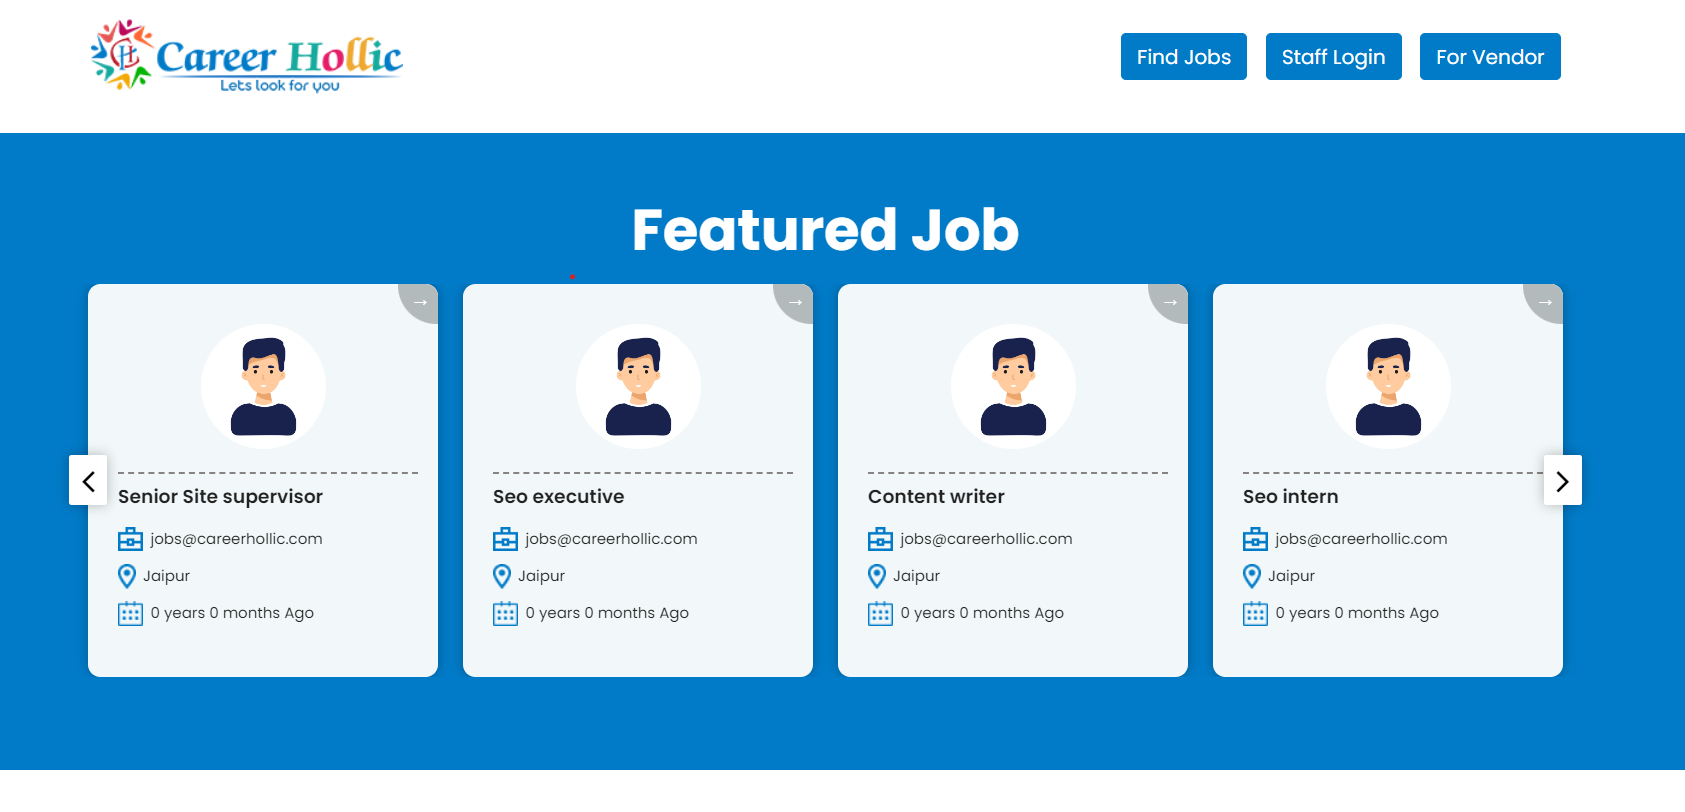 Career Hollic
Lets look for you
Find Jobs
Staff Login
For Vendor
Featured Job
→
→
→
→
Senior Site supervisor
jobs@careerhollic.com
Jaipur
0 years 0 months Ago
Seo executive
jobs@careerhollic.com
Jaipur
0 years 0 months Ago
Content writer
jobs@careerhollic.com
Jaipur
0 years 0 months Ago
Seo intern
jobs@careerhollic.com
Jaipur
0 years 0 months Ago